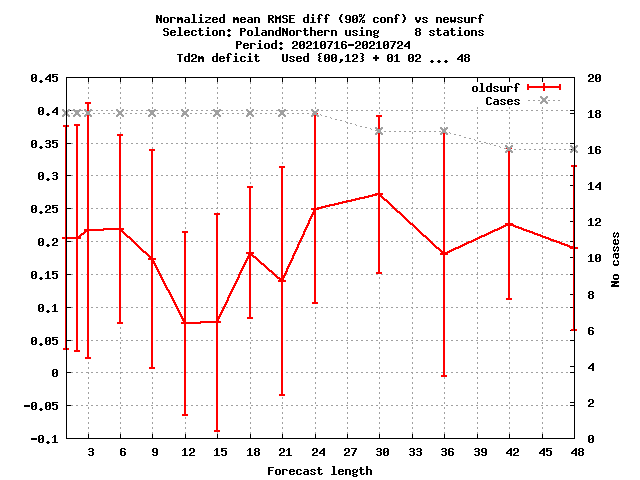 Normalized mean RMSE diff (90% conf) vs newsurf
Selection: PolandNorthern using     8 stations
Period: 20210716-20210724
Td2m deficit   Used {00,12} + 01 02 ... 48
oldsurf
Cases
0.45
0.4
0.35
0.3
0.25
0.2
0.15
0.1
0.05
0
-0.05
-0.1
20
18
16
14
12
10
8
6
4
2
0
No cases
3 6 9 12 15 18 21 24 27 30 33 36 39 42 45 48
Forecast length